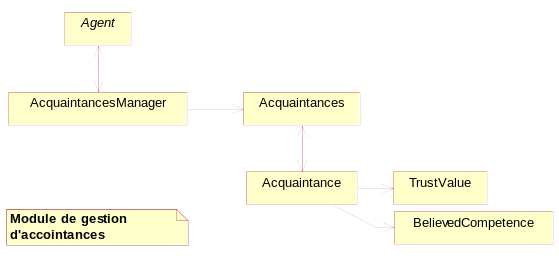 Agent
AcquaintancesManager
Acquaintances
Acquaintance
TrustValue
BelievedCompetence
Module de gestion
d'accointances